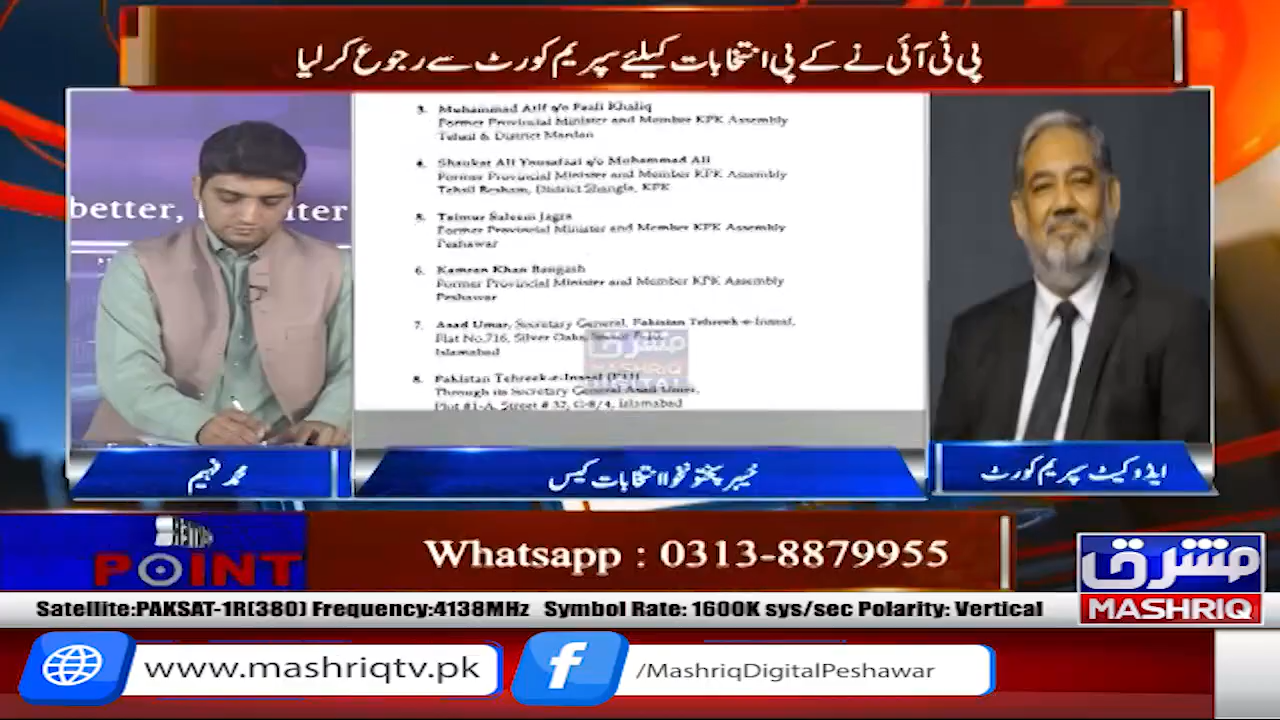 پی ٹی آئی نے کے پی انتخابات کیلئے سپریم کورٹ سے رجوع کرلیا
better,
3. Muhammad Atif s/o Faali Khaliq
Former Provincial Minister and Member KPK Assembly
Tehsil & District Mardan
4. Shaukat Ali Yousafzai s/o Muhammad Ali
Former Provincial Minister and Member KPK Assembly
Tehsil Besham, District Shangla, KPK
5. Taimur Saleem Jagra
Former Provincial Minister and Member KPK Assembly
Peshawar
6. Kamran Khan Bangash
Former Provincial Minister and Member KPK Assembly
Peshawar
7. Asad Umar, Secretary General, Pakistan Tehreek-e-Insaf,
Flat No.716, Silver Oaks,
Islamabad
8. Pakistan Tehreek-e-Insaf (PTI)
Through its Secretary General Asad Umar,
Plot #1-A, Street # 32, G-8/4, Islamabad
مشرق
MASHRIQ
DIGITAL
محمد فہیم
خیبر پختونخوا انتخابات کیس
ایڈوکیٹ سپریم کورٹ
POINT
Whatsapp : 0313-8879955
مشرق
MASHRIQ
Satellite:PAKSAT-1R(380) Frequency:4138MHz Symbol Rate: 1600K sys/sec Polarity: Vertical
www.mashriqtv.pk
f /MashriqDigitalPeshawar